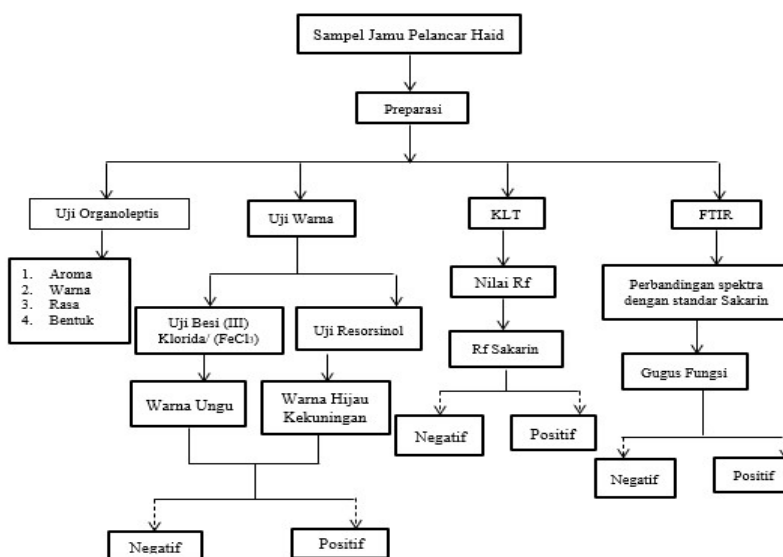 Sampel Jamu Pelancar Haid
Preparasi
Uji Organoleptis
Uji Warna
KLT
FTIR
1. Aroma
2. Warna
3. Rasa
4. Bentuk
Uji Besi (III)
Klorida/ (FeCl₃)
Uji Resorsinol
Nilai Rf
Perbandingan spektra
dengan standar Sakarin
Rf Sakarin
Gugus Fungsi
Warna Ungu
Warna Hijau
Kekuningan
Negatif
Positif
Negatif
Positif
Negatif
Positif